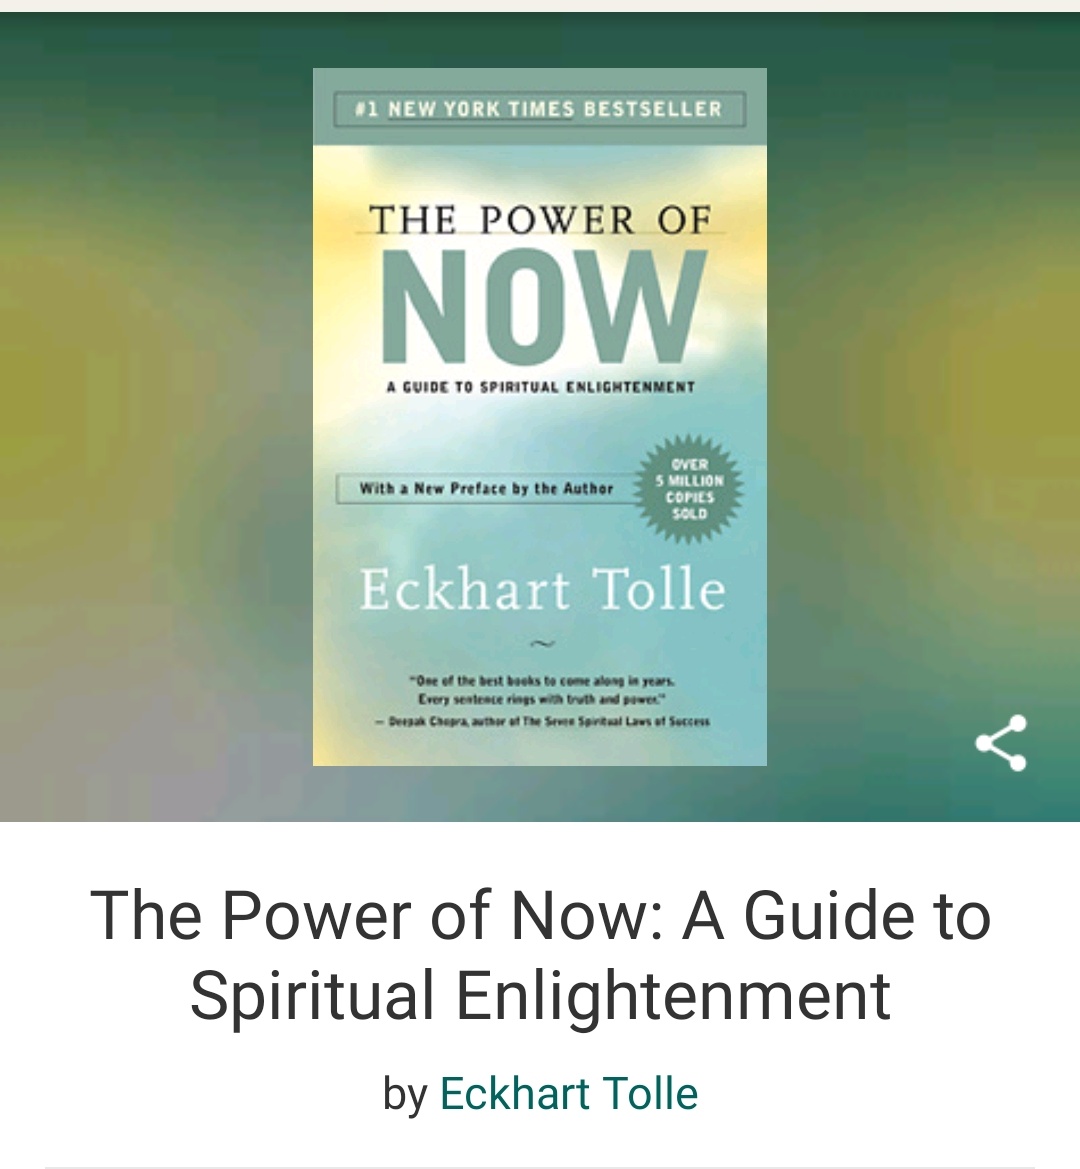 #1 NEW YORK TIMES BESTSELLER
THE POWER OF
NOW
A GUIDE TO SPIRITUAL ENLIGHTENMENT
With a New Preface by the Author
OVER
5 MILLION
COPIES
SOLD
Eckhart Tolle
~
"One of the best books to come along in years.
Every sentence rings with truth and power."
— Deepak Chopra, author of The Seven Spiritual Laws of Success
The Power of Now: A Guide to
Spiritual Enlightenment
by Eckhart Tolle